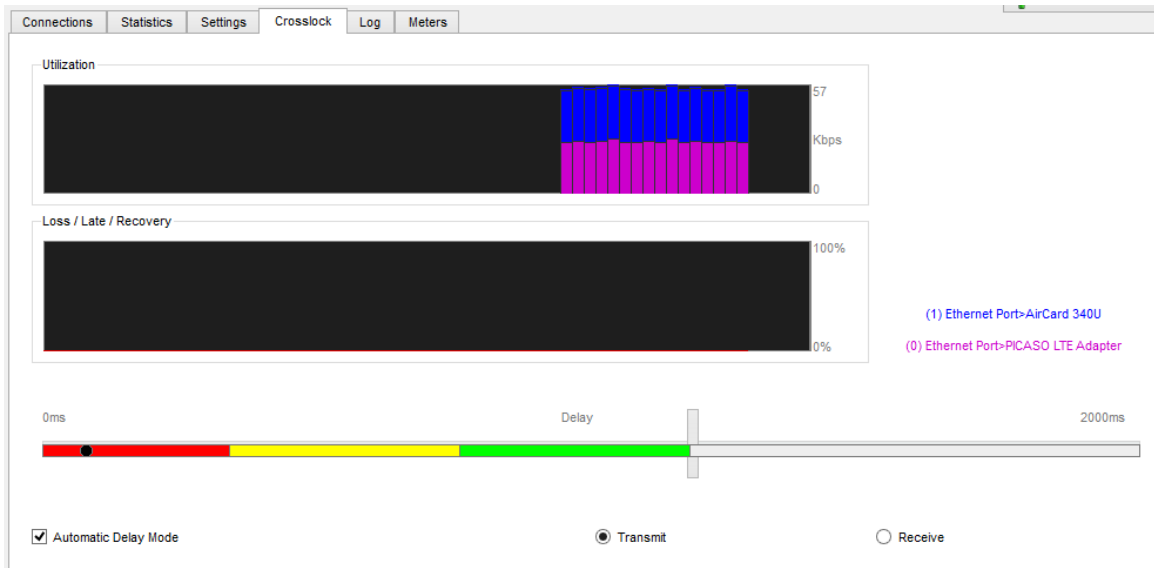 Connections Statistics Settings Crosslock Log Meters
Utilization
57
Kbps
0
Loss / Late / Recovery
100%
0%
(1) Ethernet Port>AirCard 340U
(0) Ethernet Port>PICASO LTE Adapter
0ms Delay 2000ms
Automatic Delay Mode Transmit Receive